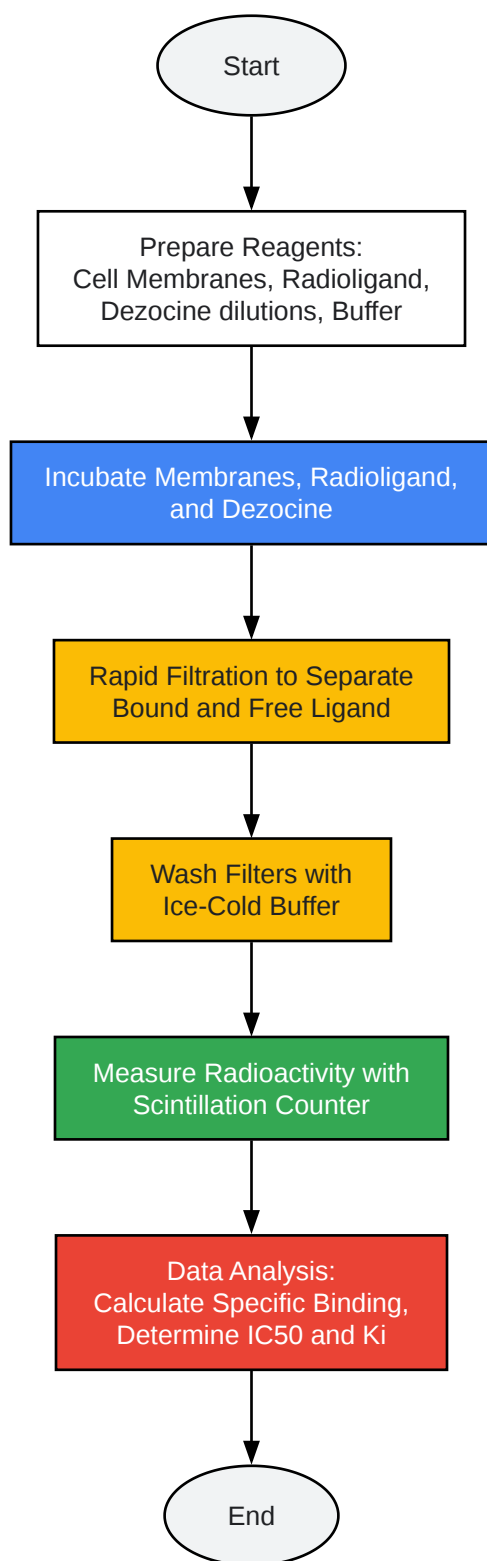 Start
Prepare Reagents:
Cell Membranes, Radioligand,
Dezocine dilutions, Buffer
Incubate Membranes, Radioligand,
and Dezocine
Rapid Filtration to Separate
Bound and Free Ligand
Wash Filters with
Ice-Cold Buffer
Measure Radioactivity with
Scintillation Counter
Data Analysis:
Calculate Specific Binding,
Determine IC50 and Ki
End